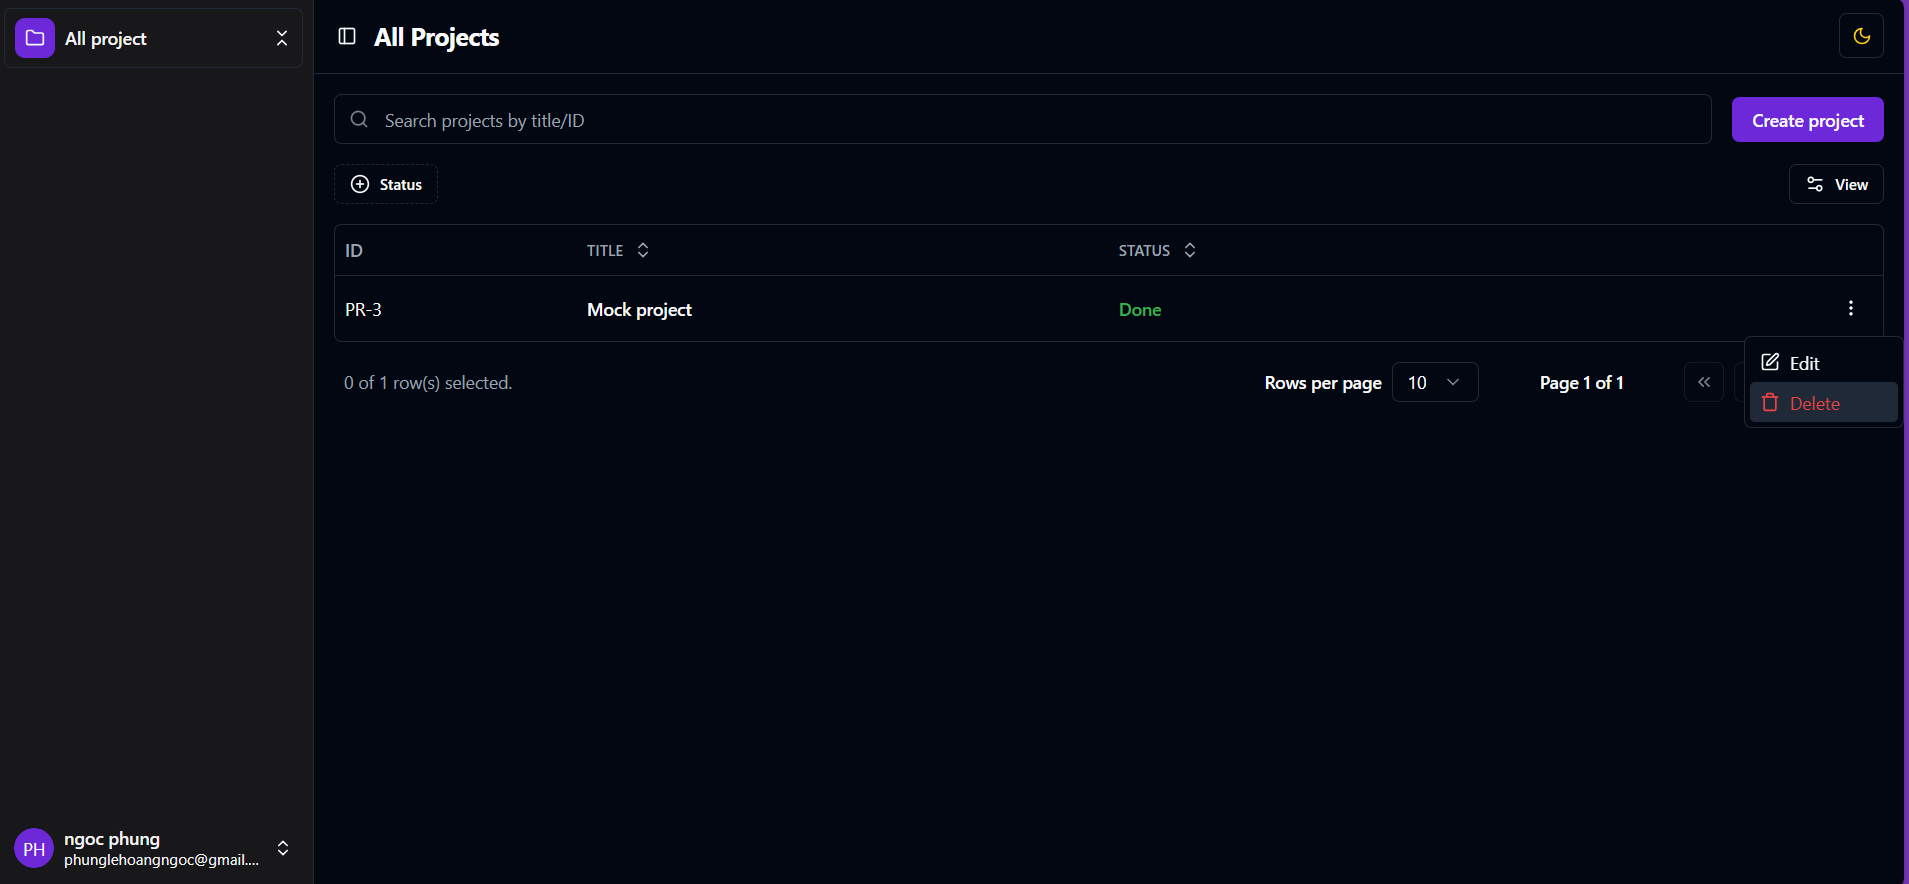 All project
All Projects
Search projects by title/ID
Create project
Status
View
ID
TITLE
STATUS
PR-3
Mock project
Done
0 of 1 row(s) selected.
Rows per page
10
Page 1 of 1
Edit
Delete
PH
ngoc phung
phunglehoangngoc@gmail....